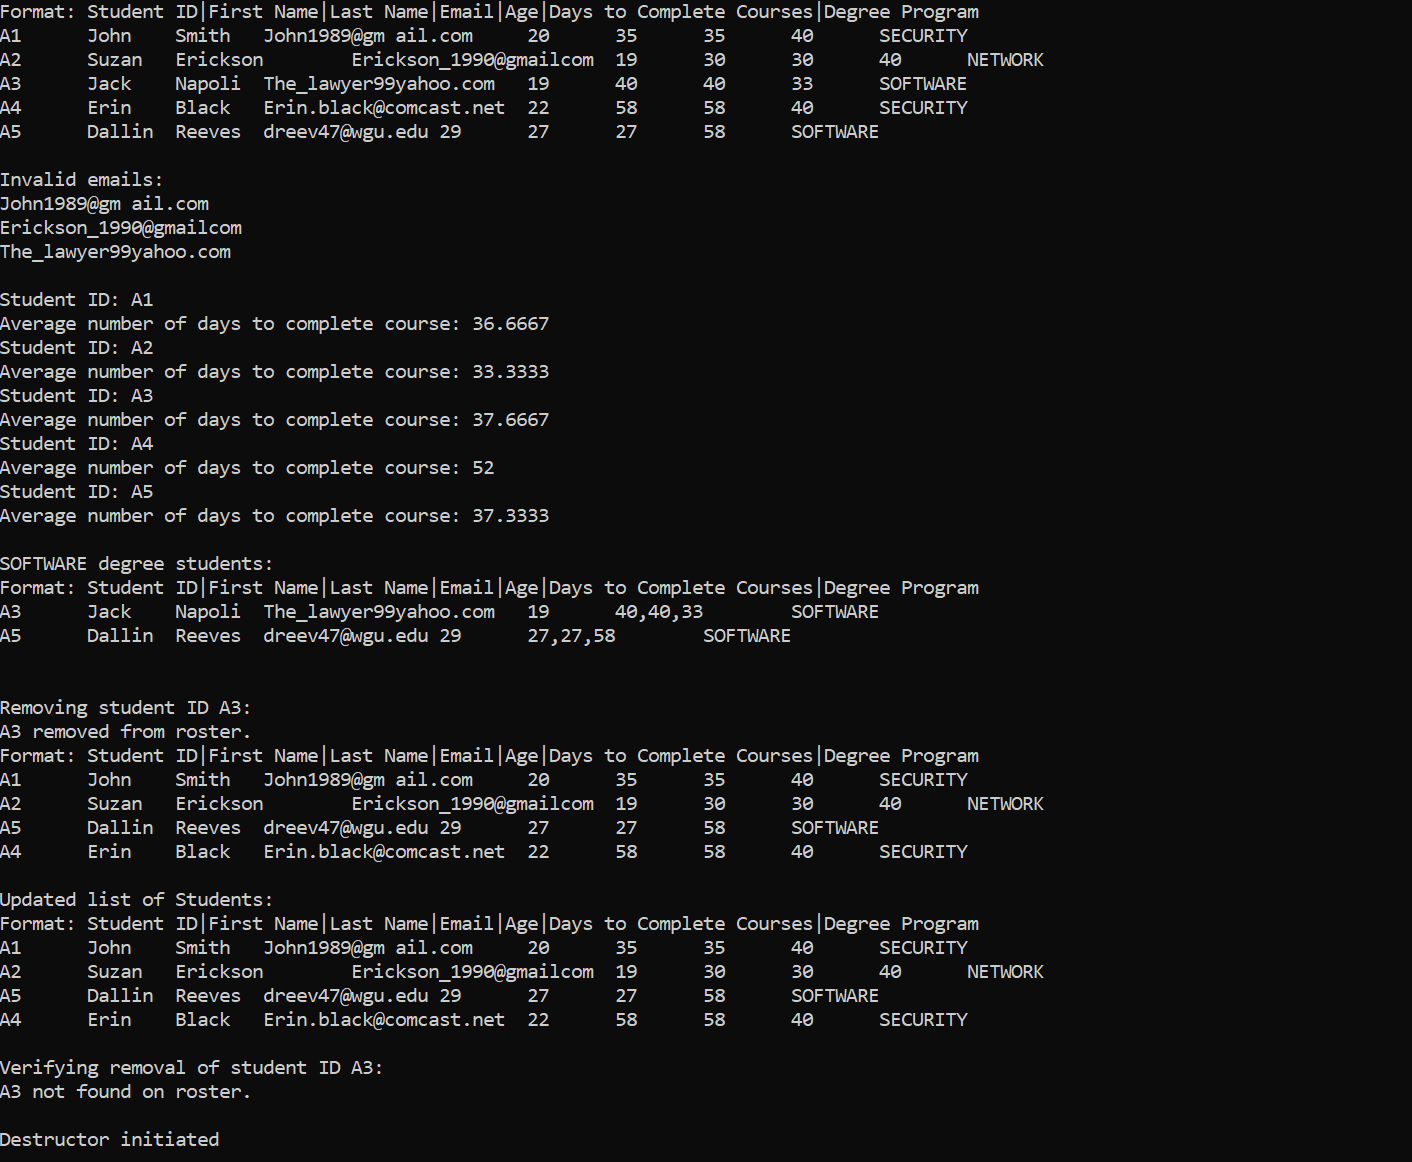 Format: Student ID|First Name|Last Name|Email|Age|Days to Complete Courses|Degree Program
A1      John    Smith   John1989@gm ail.com     20      35      35      40      SECURITY
A2      Suzan   Erickson        Erickson_1990@gmailcom  19      30      30      40      NETWORK
A3      Jack    Napoli  The_lawyer99yahoo.com   19      40      40      33      SOFTWARE
A4      Erin    Black   Erin.black@comcast.net  22      58      58      40      SECURITY
A5      Dallin  Reeves  dreev47@wgu.edu 29      27      27      58      SOFTWARE

Invalid emails:
John1989@gm ail.com
Erickson_1990@gmailcom
The_lawyer99yahoo.com

Student ID: A1
Average number of days to complete course: 36.6667
Student ID: A2
Average number of days to complete course: 33.3333
Student ID: A3
Average number of days to complete course: 37.6667
Student ID: A4
Average number of days to complete course: 52
Student ID: A5
Average number of days to complete course: 37.3333

SOFTWARE degree students:
Format: Student ID|First Name|Last Name|Email|Age|Days to Complete Courses|Degree Program
A3      Jack    Napoli  The_lawyer99yahoo.com   19      40,40,33        SOFTWARE
A5      Dallin  Reeves  dreev47@wgu.edu 29      27,27,58        SOFTWARE


Removing student ID A3:
A3 removed from roster.
Format: Student ID|First Name|Last Name|Email|Age|Days to Complete Courses|Degree Program
A1      John    Smith   John1989@gm ail.com     20      35      35      40      SECURITY
A2      Suzan   Erickson        Erickson_1990@gmailcom  19      30      30      40      NETWORK
A5      Dallin  Reeves  dreev47@wgu.edu 29      27      27      58      SOFTWARE
A4      Erin    Black   Erin.black@comcast.net  22      58      58      40      SECURITY

Updated list of Students:
Format: Student ID|First Name|Last Name|Email|Age|Days to Complete Courses|Degree Program
A1      John    Smith   John1989@gm ail.com     20      35      35      40      SECURITY
A2      Suzan   Erickson        Erickson_1990@gmailcom  19      30      30      40      NETWORK
A5      Dallin  Reeves  dreev47@wgu.edu 29      27      27      58      SOFTWARE
A4      Erin    Black   Erin.black@comcast.net  22      58      58      40      SECURITY

Verifying removal of student ID A3:
A3 not found on roster.

Destructor initiated